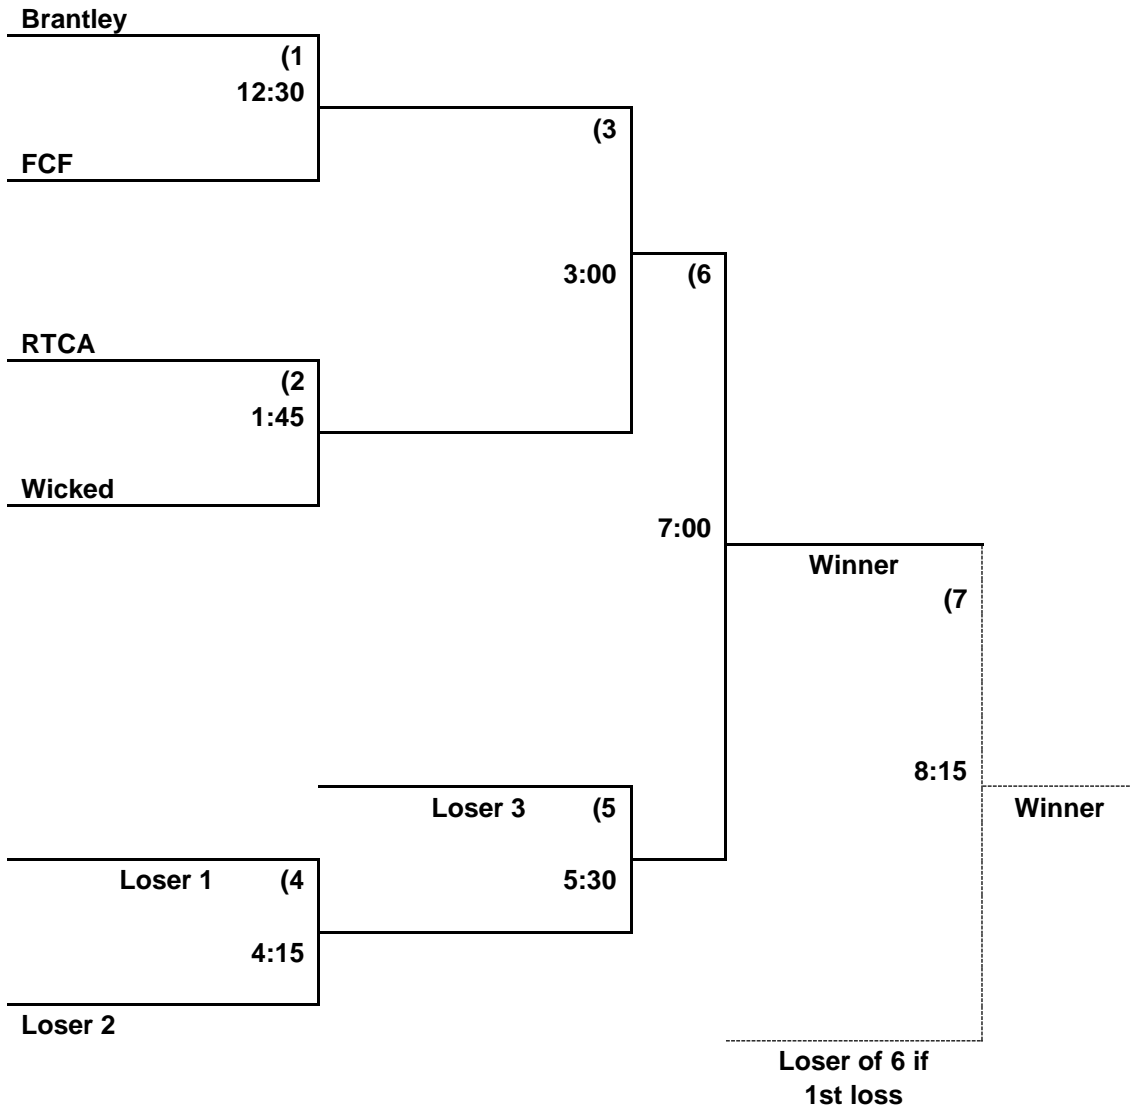 Brantley
(1
12:30
(3
FCF
3:00 (6
RTCA
(2
1:45
Wicked
7:00
Winner
(7
8:15
Loser 3 (5
Winner
Loser 1 (4
5:30
4:15
Loser 2
Loser of 6 if
1st loss